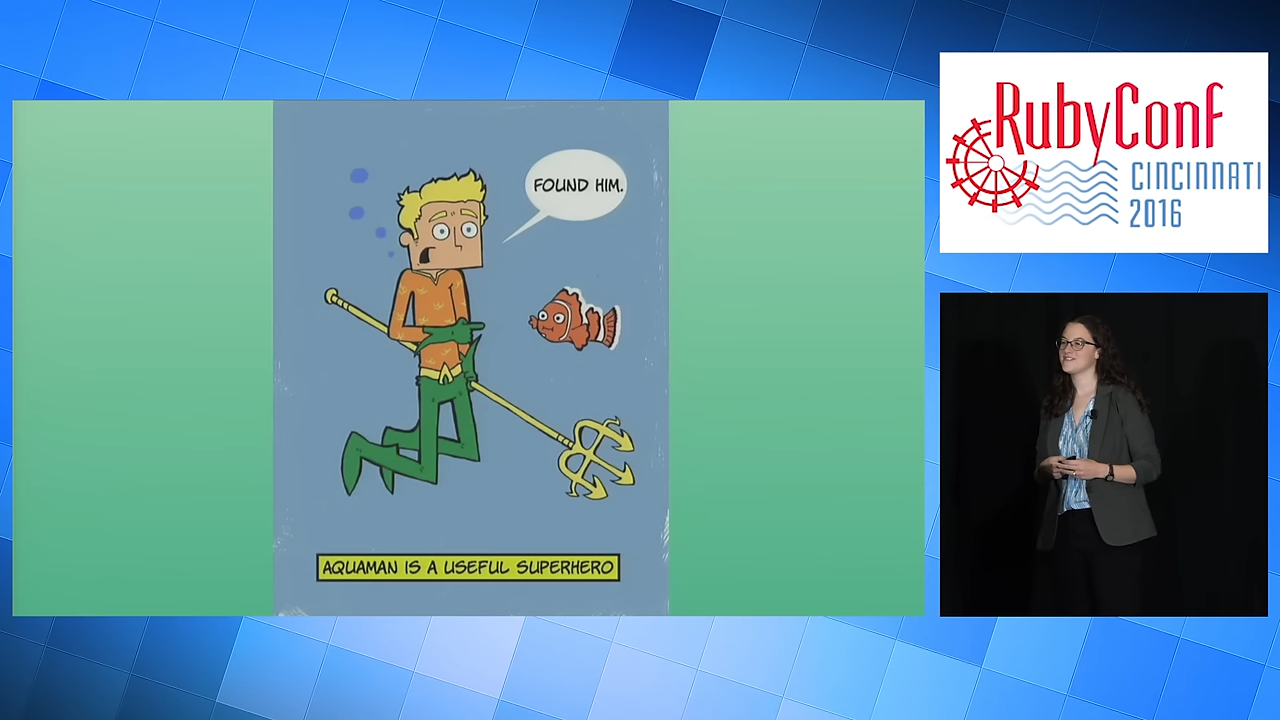 FOUND HIM.
AQUAMAN IS A USEFUL SUPERHERO
RubyConf
CINCINNATI
2016